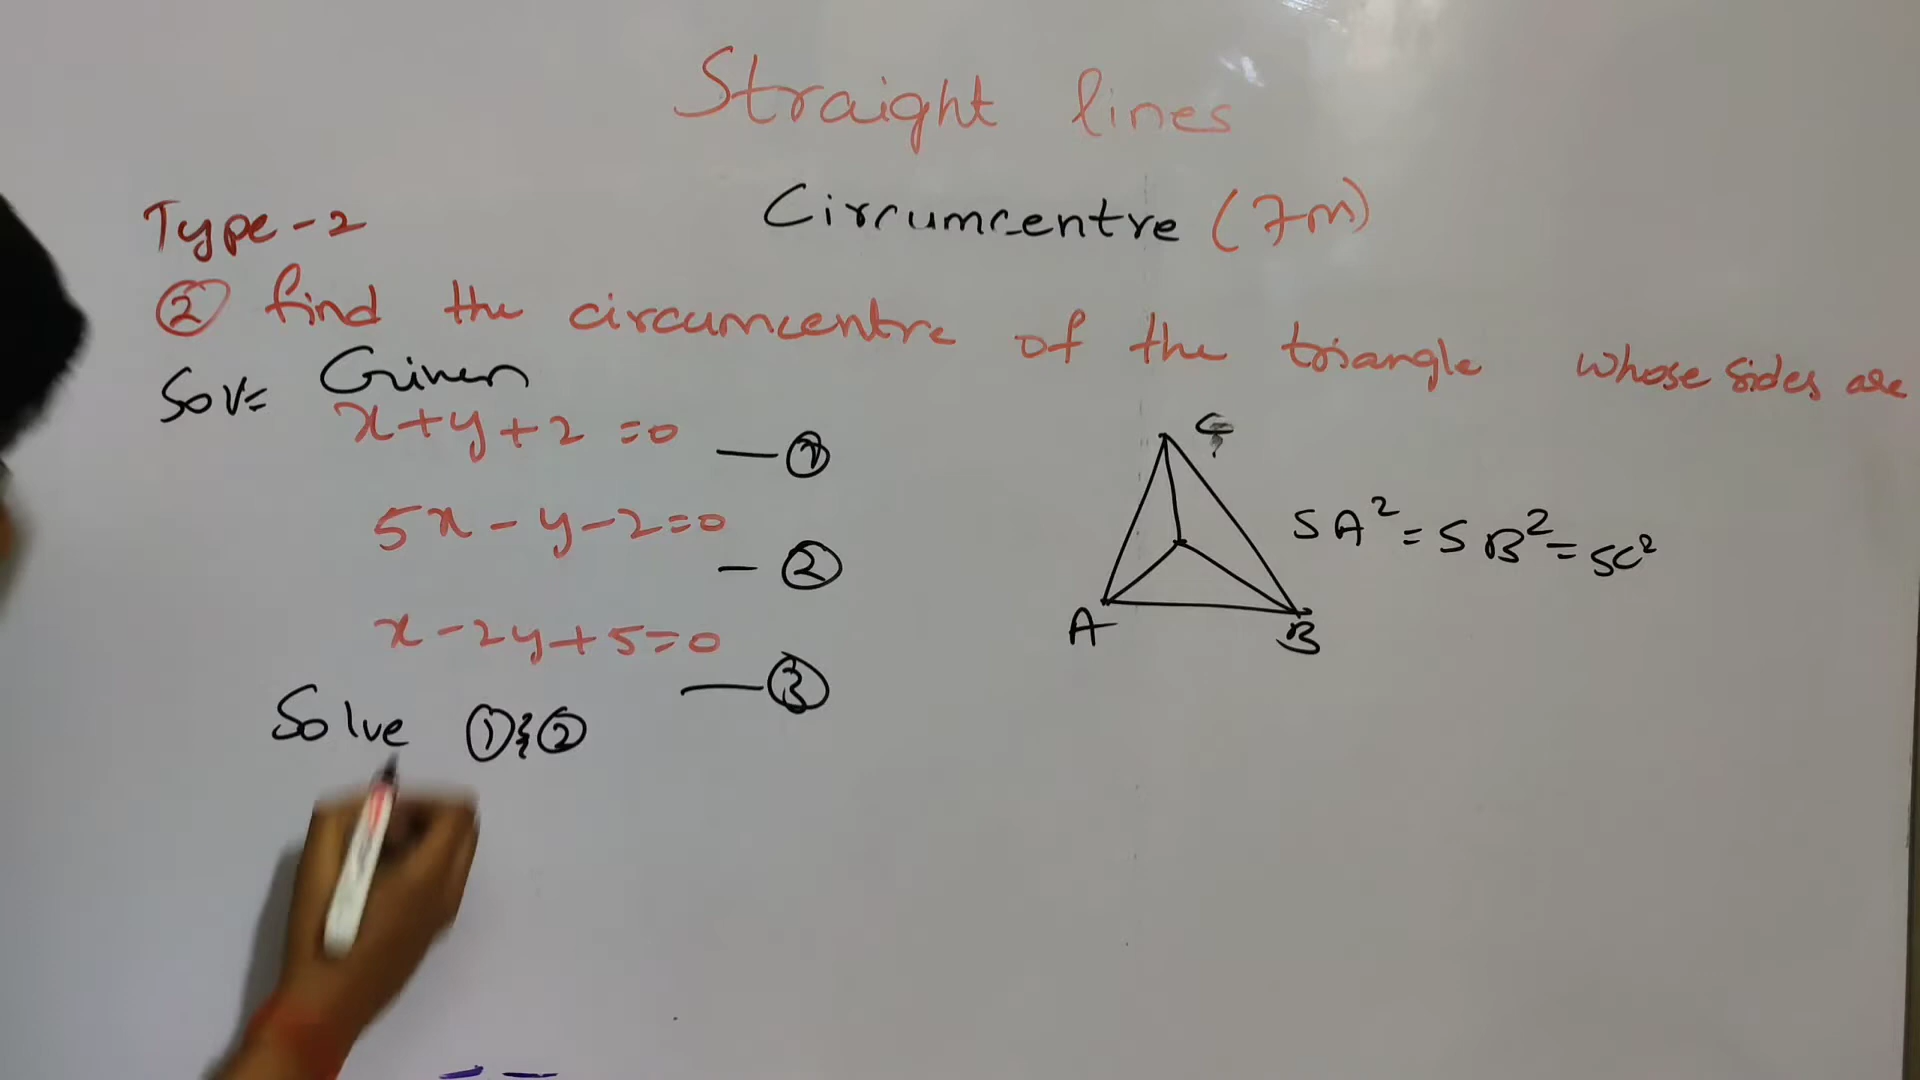 Straight lines
Type-2
Circumcentre (7m)
② find the circumcentre of the triangle whose sides are
Sol:= Given
x+y+2=0 —①
5x-y-2=0 —②
x-2y+5=0 —③
C
SA²=SB²=SC²
A
B
Solve ①&②